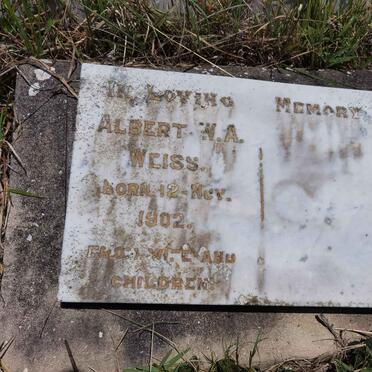 IN LOVING MEMORY
ALBERT W.A.
WEISS.
BORN. 12. NOV.
1902.
WIFE AND
CHILDREN.